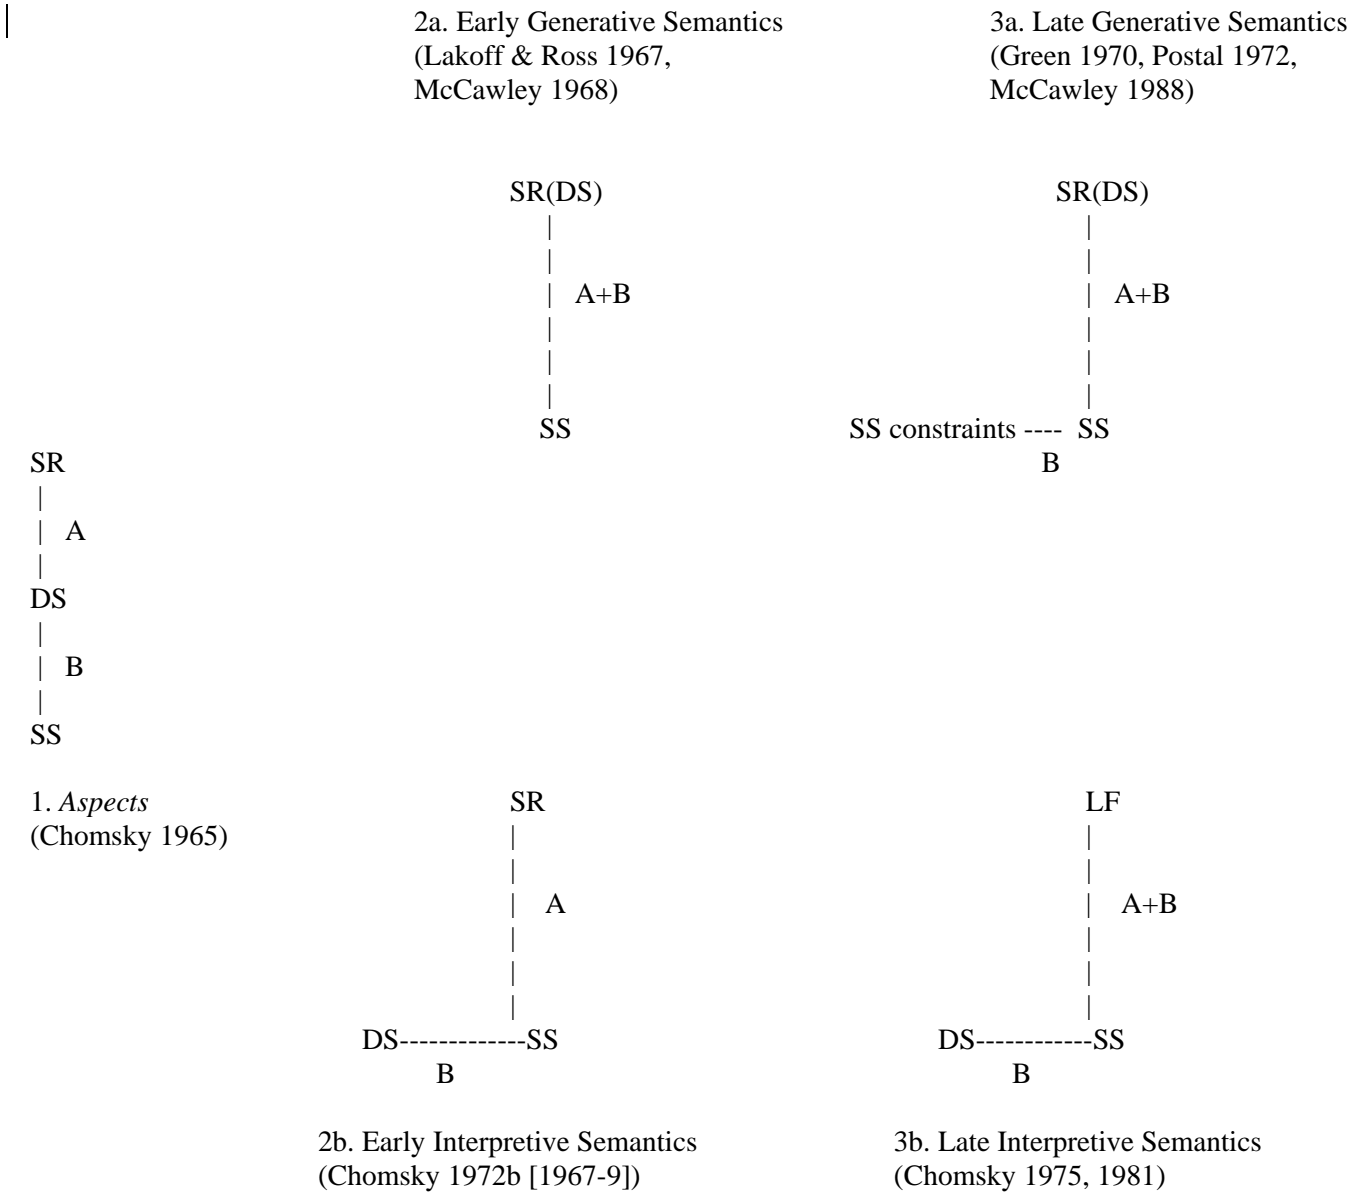 2a. Early Generative Semantics
(Lakoff & Ross 1967,
McCawley 1968)
3a. Late Generative Semantics
(Green 1970, Postal 1972,
McCawley 1988)
SR(DS)
|
|
| A+B
|
|
|
SS
SR(DS)
|
|
| A+B
|
|
|
SS constraints ---- SS
B
SR
|
| A
|
DS
|
| B
|
SS
1. Aspects
(Chomsky 1965)
SR
|
|
| A
|
|
|
DS-------------SS
B
2b. Early Interpretive Semantics
(Chomsky 1972b [1967-9])
LF
|
|
| A+B
|
|
|
DS------------SS
B
3b. Late Interpretive Semantics
(Chomsky 1975, 1981)